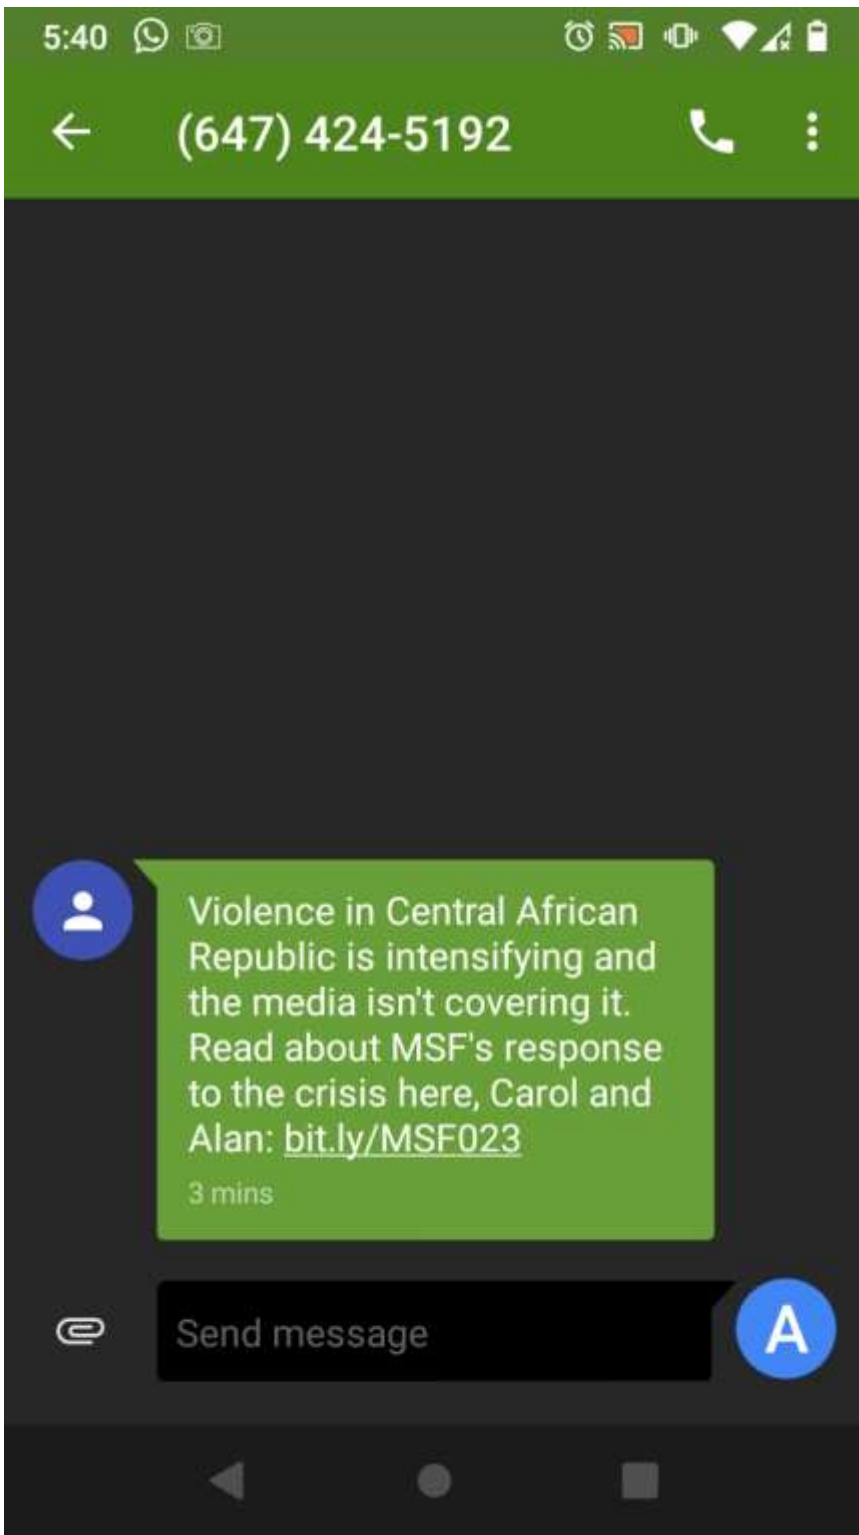 5:40
(647) 424-5192
Violence in Central African
Republic is intensifying and
the media isn't covering it.
Read about MSF's response
to the crisis here, Carol and
Alan: bit.ly/MSF023
3 mins
Send message
A